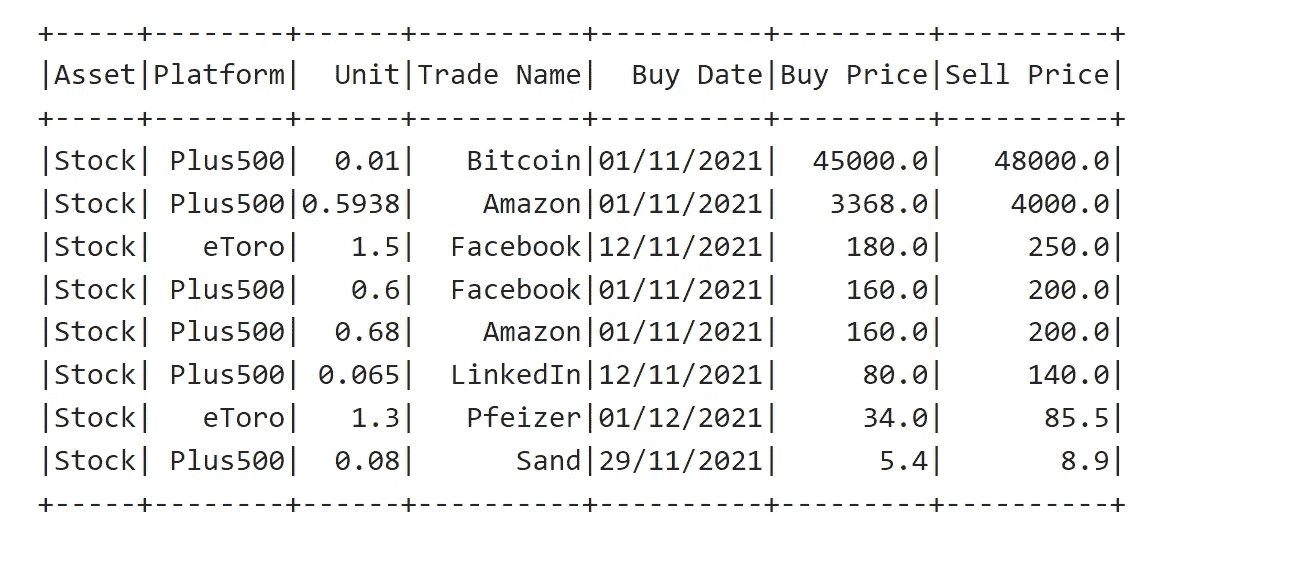 +-----+--------+------+----------+----------+---------+----------+
|Asset|Platform|  Unit|Trade Name|  Buy Date|Buy Price|Sell Price|
+-----+--------+------+----------+----------+---------+----------+
|Stock| Plus500|  0.01|   Bitcoin|01/11/2021|  45000.0|   48000.0|
|Stock| Plus500|0.5938|    Amazon|01/11/2021|   3368.0|    4000.0|
|Stock|   eToro|   1.5|  Facebook|12/11/2021|    180.0|     250.0|
|Stock| Plus500|   0.6|  Facebook|01/11/2021|    160.0|     200.0|
|Stock| Plus500|  0.68|    Amazon|01/11/2021|    160.0|     200.0|
|Stock| Plus500| 0.065|  LinkedIn|12/11/2021|     80.0|     140.0|
|Stock|   eToro|   1.3|   Pfeizer|01/12/2021|     34.0|      85.5|
|Stock| Plus500|  0.08|      Sand|29/11/2021|      5.4|       8.9|
+-----+--------+------+----------+----------+---------+----------+